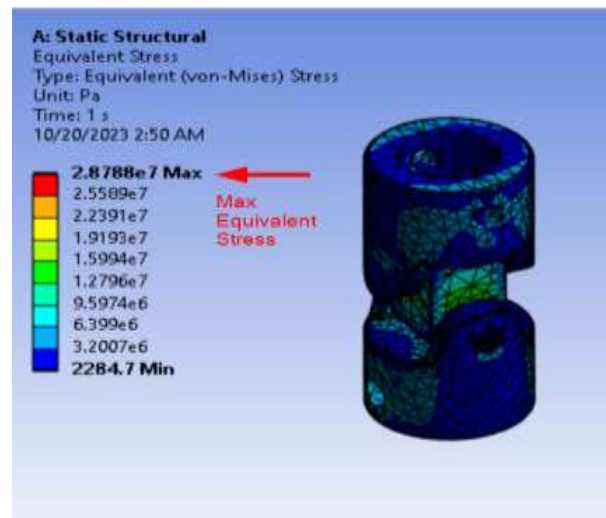 A: Static Structural
Equivalent Stress
Type: Equivalent (von-Mises) Stress
Unit: Pa
Time: 1 s
10/20/2023 2:50 AM
2.8788e7 Max
2.5589e7
2.2391e7
1.9193e7
1.5994e7
1.2796e7
9.5974e6
6.399e6
3.2007e6
2284.7 Min
Max
Equivalent
Stress